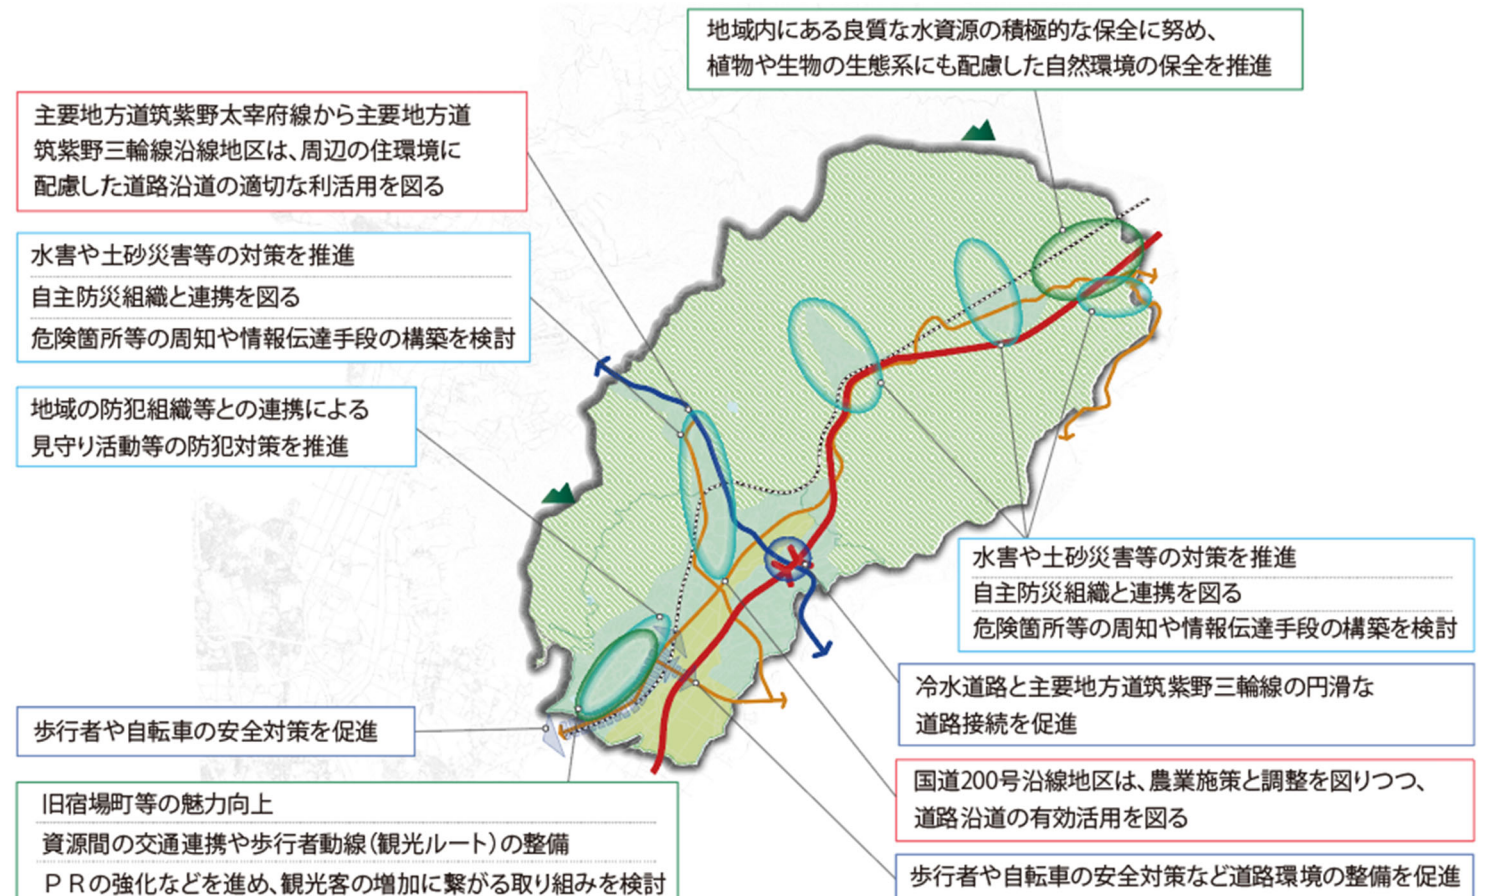 地域内にある良質な水資源の積極的な保全に努め、
植物や生物の生態系にも配慮した自然環境の保全を推進
主要地方道筑紫野太宰府線から主要地方道
筑紫野三輪線沿線地区は、周辺の住環境に
配慮した道路沿道の適切な利活用を図る
水害や土砂災害等の対策を推進
自主防災組織と連携を図る
危険箇所等の周知や情報伝達手段の構築を検討
地域の防犯組織等との連携による
見守り活動等の防犯対策を推進
水害や土砂災害等の対策を推進
自主防災組織と連携を図る
危険箇所等の周知や情報伝達手段の構築を検討
冷水道路と主要地方道筑紫野三輪線の円滑な
道路接続を促進
歩行者や自転車の安全対策を促進
国道200号沿線地区は、農業施策と調整を図りつつ、
道路沿道の有効活用を図る
旧宿場町等の魅力向上
資源間の交通連携や歩行者動線（観光ルート）の整備
ＰＲの強化などを進め、観光客の増加に繋がる取り組みを検討
歩行者や自転車の安全対策など道路環境の整備を促進